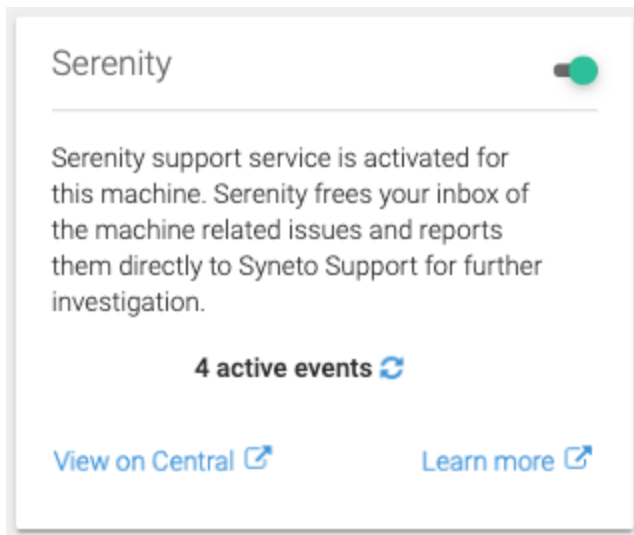 Serenity
Serenity support service is activated for
this machine. Serenity frees your inbox of
the machine related issues and reports
them directly to Syneto Support for further
investigation.
4 active events
View on Central
Learn more